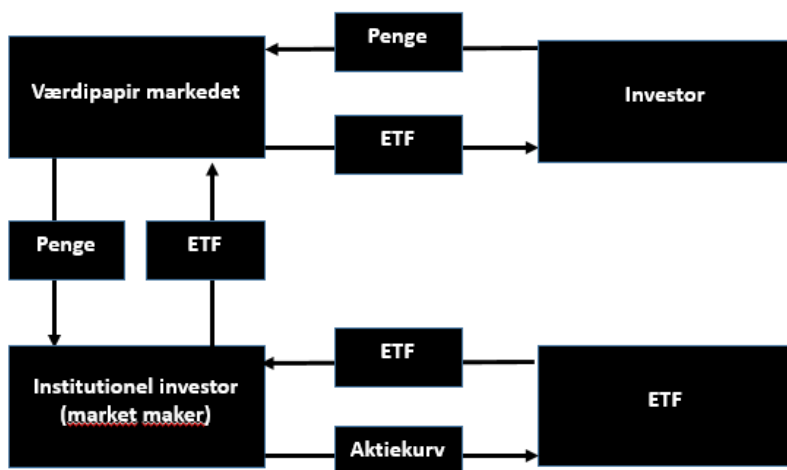 Penge
Værdipapir markedet
Investor
ETF
Penge
ETF
ETF
Institutionel investor
(market maker)
ETF
Aktiekurv